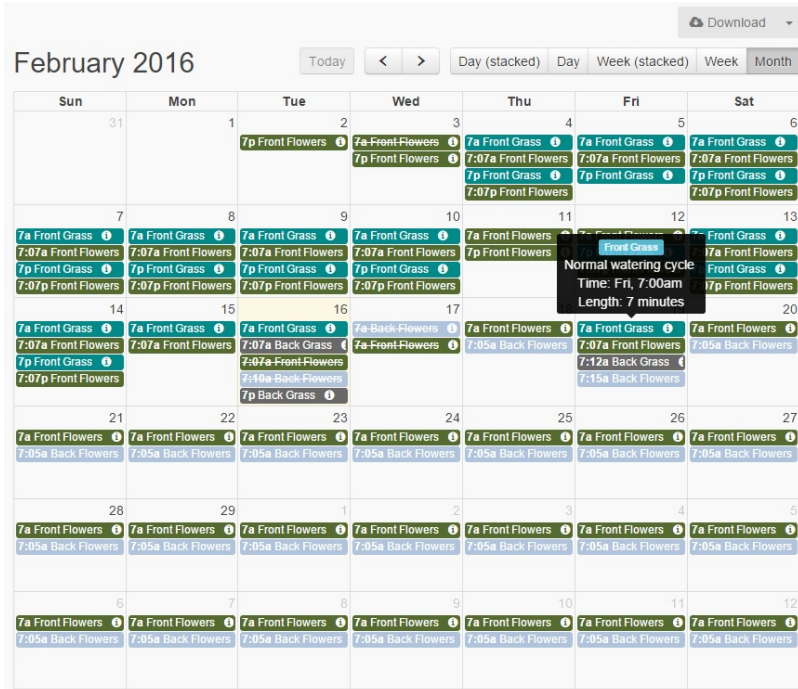 Download
February 2016
Today < > Day (stacked) Day Week (stacked) Week Month
Sun Mon Tue Wed Thu Fri Sat
31 1 2 3 4 5 6
7p Front Flowers 7a Front Flowers 7a Front Grass 7a Front Grass 7a Front Grass
7p Front Flowers 7:07a Front Flowers 7:07a Front Flowers 7:07a Front Flowers
7p Front Grass 7p Front Grass 7p Front Grass
7:07p Front Flowers 7:07p Front Flowers
7 8 9 10 11 12 13
7a Front Grass 7a Front Grass 7a Front Grass 7a Front Grass 7a Front Flowers Front Grass
7:07a Front Flowers 7:07a Front Flowers 7:07a Front Flowers 7:07a Front Flowers 7p Front Flowers Front Flowers
7p Front Grass 7p Front Grass 7p Front Grass 7p Front Grass Front Grass
7:07p Front Flowers 7:07p Front Flowers 7:07p Front Flowers 7:07p Front Flowers Front Flowers
Front Grass
Normal watering cycle
Time: Fri, 7:00am
Length: 7 minutes
14 15 16 17 20
7a Front Grass 7a Front Grass 7a Front Grass 7a Back Flowers 7a Front Flowers 7a Front Grass 7a Front Flowers
7:07a Front Flowers 7:07a Front Flowers 7:07a Back Grass 7a Front Flowers 7:05a Back Flowers 7:07a Front Flowers 7:05a Back Flowers
7p Front Grass 7:07a Front Flowers 7:12a Back Grass
7:07p Front Flowers 7:10a Back Flowers 7:15a Back Flowers
7p Back Grass
21 22 23 24 25 26 27
7a Front Flowers 7a Front Flowers 7a Front Flowers 7a Front Flowers 7a Front Flowers 7a Front Flowers 7a Front Flowers
7:05a Back Flowers 7:05a Back Flowers 7:05a Back Flowers 7:05a Back Flowers 7:05a Back Flowers 7:05a Back Flowers 7:05a Back Flowers
28 29 1 2 3 4 5
7a Front Flowers 7a Front Flowers 7a Front Flowers 7a Front Flowers 7a Front Flowers 7a Front Flowers 7a Front Flowers
7:05a Back Flowers 7:05a Back Flowers 7:05a Back Flowers 7:05a Back Flowers 7:05a Back Flowers 7:05a Back Flowers 7:05a Back Flowers
6 7 8 9 10 11 12
7a Front Flowers 7a Front Flowers 7a Front Flowers 7a Front Flowers 7a Front Flowers 7a Front Flowers 7a Front Flowers
7:05a Back Flowers 7:05a Back Flowers 7:05a Back Flowers 7:05a Back Flowers 7:05a Back Flowers 7:05a Back Flowers 7:05a Back Flowers